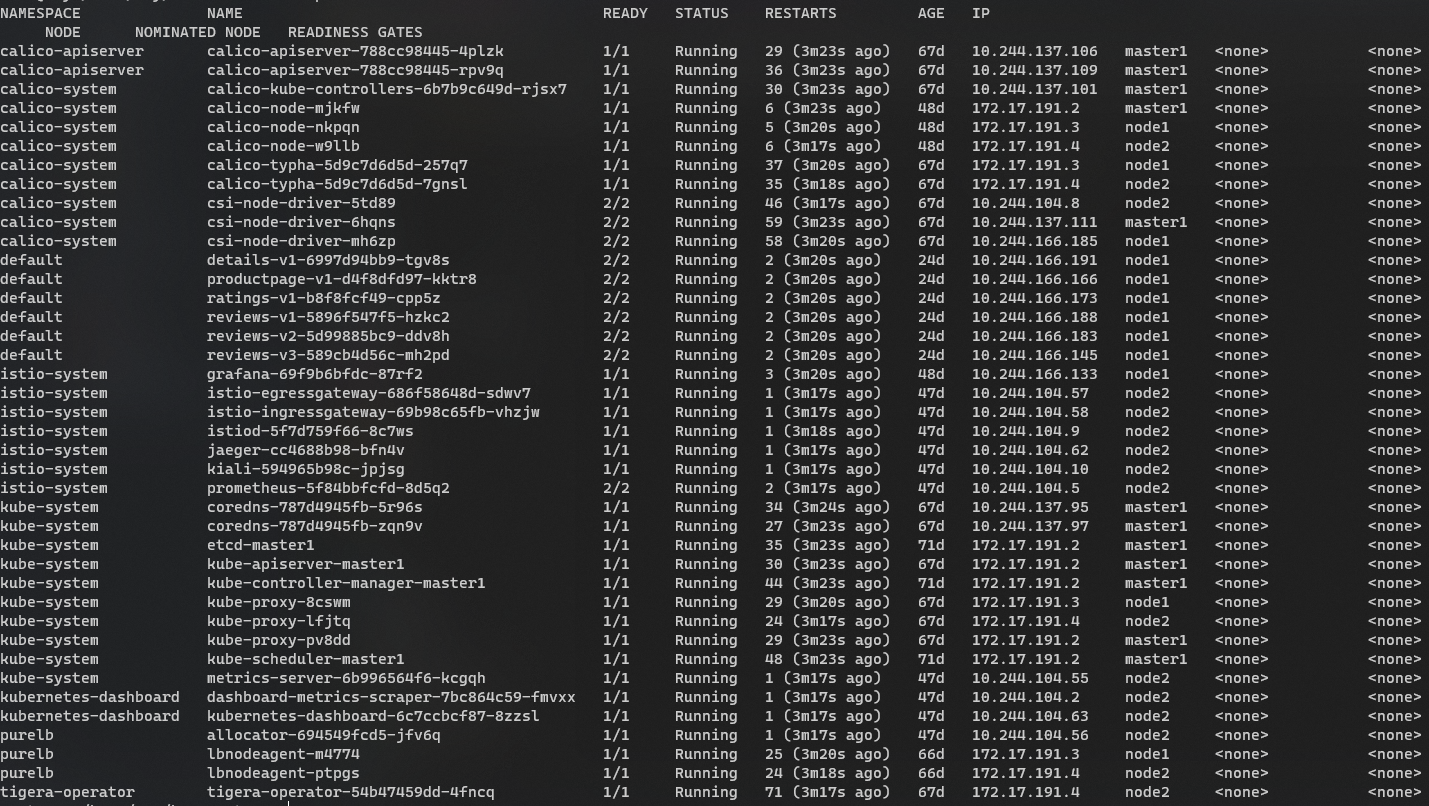 NAMESPACE NAME READY STATUS RESTARTS AGE IP
NODE NOMINATED NODE READINESS GATES
calico-apiserver calico-apiserver-788cc98445-4plzk 1/1 Running 29 (3m23s ago) 67d 10.244.137.106 master1 <none> <none>
calico-apiserver calico-apiserver-788cc98445-rpv9q 1/1 Running 36 (3m23s ago) 67d 10.244.137.109 master1 <none> <none>
calico-system calico-kube-controllers-6b7b9c649d-rjsx7 1/1 Running 30 (3m23s ago) 67d 10.244.137.101 master1 <none> <none>
calico-system calico-node-mjkfw 1/1 Running 6 (3m23s ago) 48d 172.17.191.2 master1 <none> <none>
calico-system calico-node-nkpqn 1/1 Running 5 (3m20s ago) 48d 172.17.191.3 node1 <none> <none>
calico-system calico-node-w9llb 1/1 Running 6 (3m17s ago) 48d 172.17.191.4 node2 <none> <none>
calico-system calico-typha-5d9c7d6d5d-257q7 1/1 Running 37 (3m20s ago) 67d 172.17.191.3 node1 <none> <none>
calico-system calico-typha-5d9c7d6d5d-7gnsl 1/1 Running 35 (3m18s ago) 67d 172.17.191.4 node2 <none> <none>
calico-system csi-node-driver-5td89 2/2 Running 46 (3m17s ago) 67d 10.244.104.8 node2 <none> <none>
calico-system csi-node-driver-6hqns 2/2 Running 59 (3m23s ago) 67d 10.244.137.111 master1 <none> <none>
calico-system csi-node-driver-mh6zp 2/2 Running 58 (3m20s ago) 67d 10.244.166.185 node1 <none> <none>
default details-v1-6997d94bb9-tgv8s 2/2 Running 2 (3m20s ago) 24d 10.244.166.191 node1 <none> <none>
default productpage-v1-d4f8dfd97-kktr8 2/2 Running 2 (3m20s ago) 24d 10.244.166.166 node1 <none> <none>
default ratings-v1-b8f8fcf49-cpp5z 2/2 Running 2 (3m20s ago) 24d 10.244.166.173 node1 <none> <none>
default reviews-v1-5896f547f5-hzkc2 2/2 Running 2 (3m20s ago) 24d 10.244.166.188 node1 <none> <none>
default reviews-v2-5d99885bc9-ddv8h 2/2 Running 2 (3m20s ago) 24d 10.244.166.183 node1 <none> <none>
default reviews-v3-589cb4d56c-mh2pd 2/2 Running 2 (3m20s ago) 24d 10.244.166.145 node1 <none> <none>
istio-system grafana-69f9b6bfdc-87rf2 1/1 Running 3 (3m20s ago) 48d 10.244.166.133 node1 <none> <none>
istio-system istio-egressgateway-686f58648d-sdwv7 1/1 Running 1 (3m17s ago) 47d 10.244.104.57 node2 <none> <none>
istio-system istio-ingressgateway-69b98c65fb-vhzjw 1/1 Running 1 (3m17s ago) 47d 10.244.104.58 node2 <none> <none>
istio-system istiod-5f7d759f66-8c7ws 1/1 Running 1 (3m18s ago) 47d 10.244.104.9 node2 <none> <none>
istio-system jaeger-cc4688b98-bfn4v 1/1 Running 1 (3m17s ago) 47d 10.244.104.62 node2 <none> <none>
istio-system kiali-594965b98c-jpjsg 1/1 Running 1 (3m17s ago) 47d 10.244.104.10 node2 <none> <none>
istio-system prometheus-5f84bbfcfd-8d5q2 2/2 Running 2 (3m17s ago) 47d 10.244.104.5 node2 <none> <none>
kube-system coredns-787d4945fb-5r96s 1/1 Running 34 (3m24s ago) 67d 10.244.137.95 master1 <none> <none>
kube-system coredns-787d4945fb-zqn9v 1/1 Running 27 (3m23s ago) 67d 10.244.137.97 master1 <none> <none>
kube-system etcd-master1 1/1 Running 35 (3m23s ago) 71d 172.17.191.2 master1 <none> <none>
kube-system kube-apiserver-master1 1/1 Running 30 (3m23s ago) 71d 172.17.191.2 master1 <none> <none>
kube-system kube-controller-manager-master1 1/1 Running 44 (3m23s ago) 71d 172.17.191.2 master1 <none> <none>
kube-system kube-proxy-8cswm 1/1 Running 29 (3m20s ago) 67d 172.17.191.3 node1 <none> <none>
kube-system kube-proxy-lfjtq 1/1 Running 24 (3m17s ago) 67d 172.17.191.4 node2 <none> <none>
kube-system kube-proxy-pv8dd 1/1 Running 29 (3m23s ago) 67d 172.17.191.2 master1 <none> <none>
kube-system kube-scheduler-master1 1/1 Running 48 (3m23s ago) 71d 172.17.191.2 master1 <none> <none>
kube-system metrics-server-6b996564f6-kcgqh 1/1 Running 1 (3m17s ago) 47d 10.244.104.55 node2 <none> <none>
kubernetes-dashboard dashboard-metrics-scraper-7bc864c59-fmvxx 1/1 Running 1 (3m17s ago) 47d 10.244.104.2 node2 <none> <none>
kubernetes-dashboard kubernetes-dashboard-6c7ccbcf87-8zzsl 1/1 Running 1 (3m17s ago) 47d 10.244.104.63 node2 <none> <none>
purelb allocator-694549fcd5-jfv6q 1/1 Running 1 (3m17s ago) 47d 10.244.104.56 node2 <none> <none>
purelb lbnodeagent-m4774 1/1 Running 25 (3m20s ago) 66d 172.17.191.3 node1 <none> <none>
purelb lbnodeagent-ptpgs 1/1 Running 24 (3m18s ago) 66d 172.17.191.4 node2 <none> <none>
tigera-operator tigera-operator-54b47459dd-4fncq 1/1 Running 71 (3m17s ago) 67d 172.17.191.4 node2 <none> <none>